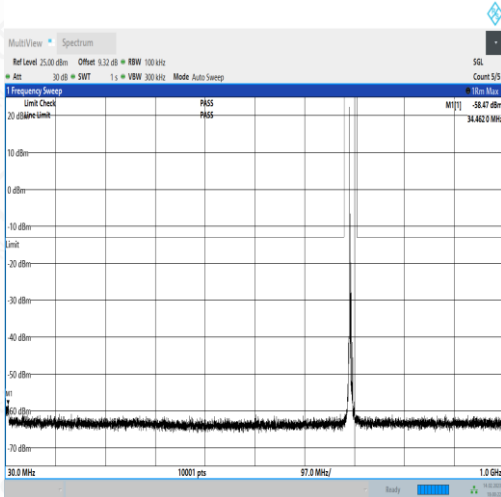 MultiView Spectrum
Ref Level 25.00 dBm Offset 9.32 dB RBW 100 kHz SGL
Att 30 dB SWT 1 s VBW 300 kHz Mode Auto Sweep Count 5/5
1 Frequency Sweep 1Rm Max
Limit Check PASS M1[1] -58.47 dBm
Line Limit PASS 34.4620 MHz
20 dBm
10 dBm
0 dBm
-10 dBm
Limit
-20 dBm
-30 dBm
-40 dBm
-50 dBm
M1
-60 dBm
-70 dBm
30.0 MHz 10001 pts 97.0 MHz/ 1.0 GHz
Ready